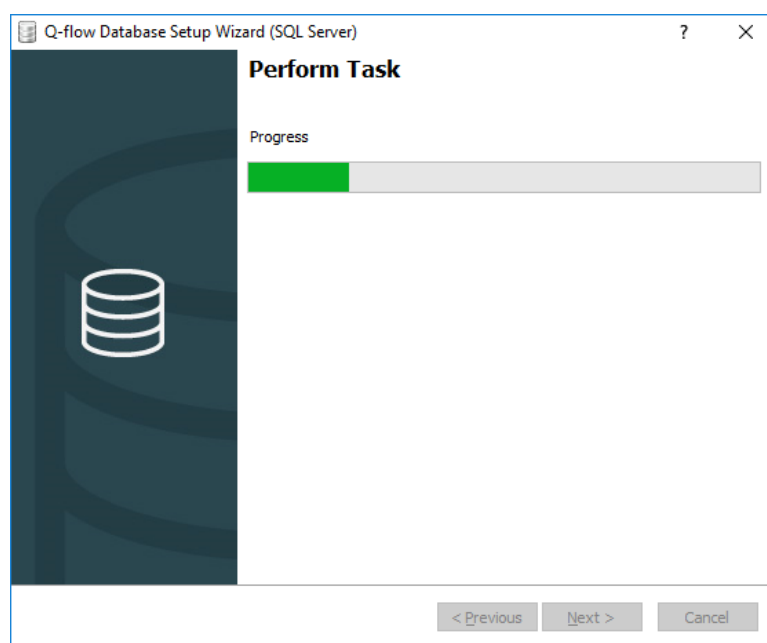 Q-flow Database Setup Wizard (SQL Server) ?
Perform Task
Progress
< Previous Next > Cancel